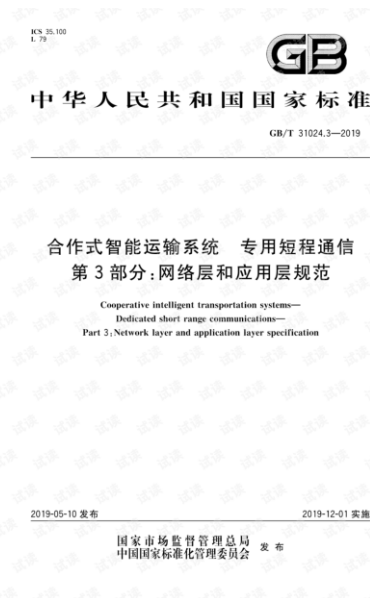 ICS 35.100
L 79
GB
中华人民共和国国家标准
GB/T 31024.3—2019
合作式智能运输系统 专用短程通信
第3部分:网络层和应用层规范
Cooperative intelligent transportation systems—
Dedicated short range communications—
Part 3:Network layer and application layer specification
2019-05-10 发布
2019-12-01 实施
国家市场监督管理总局
中国国家标准化管理委员会
发布
试读